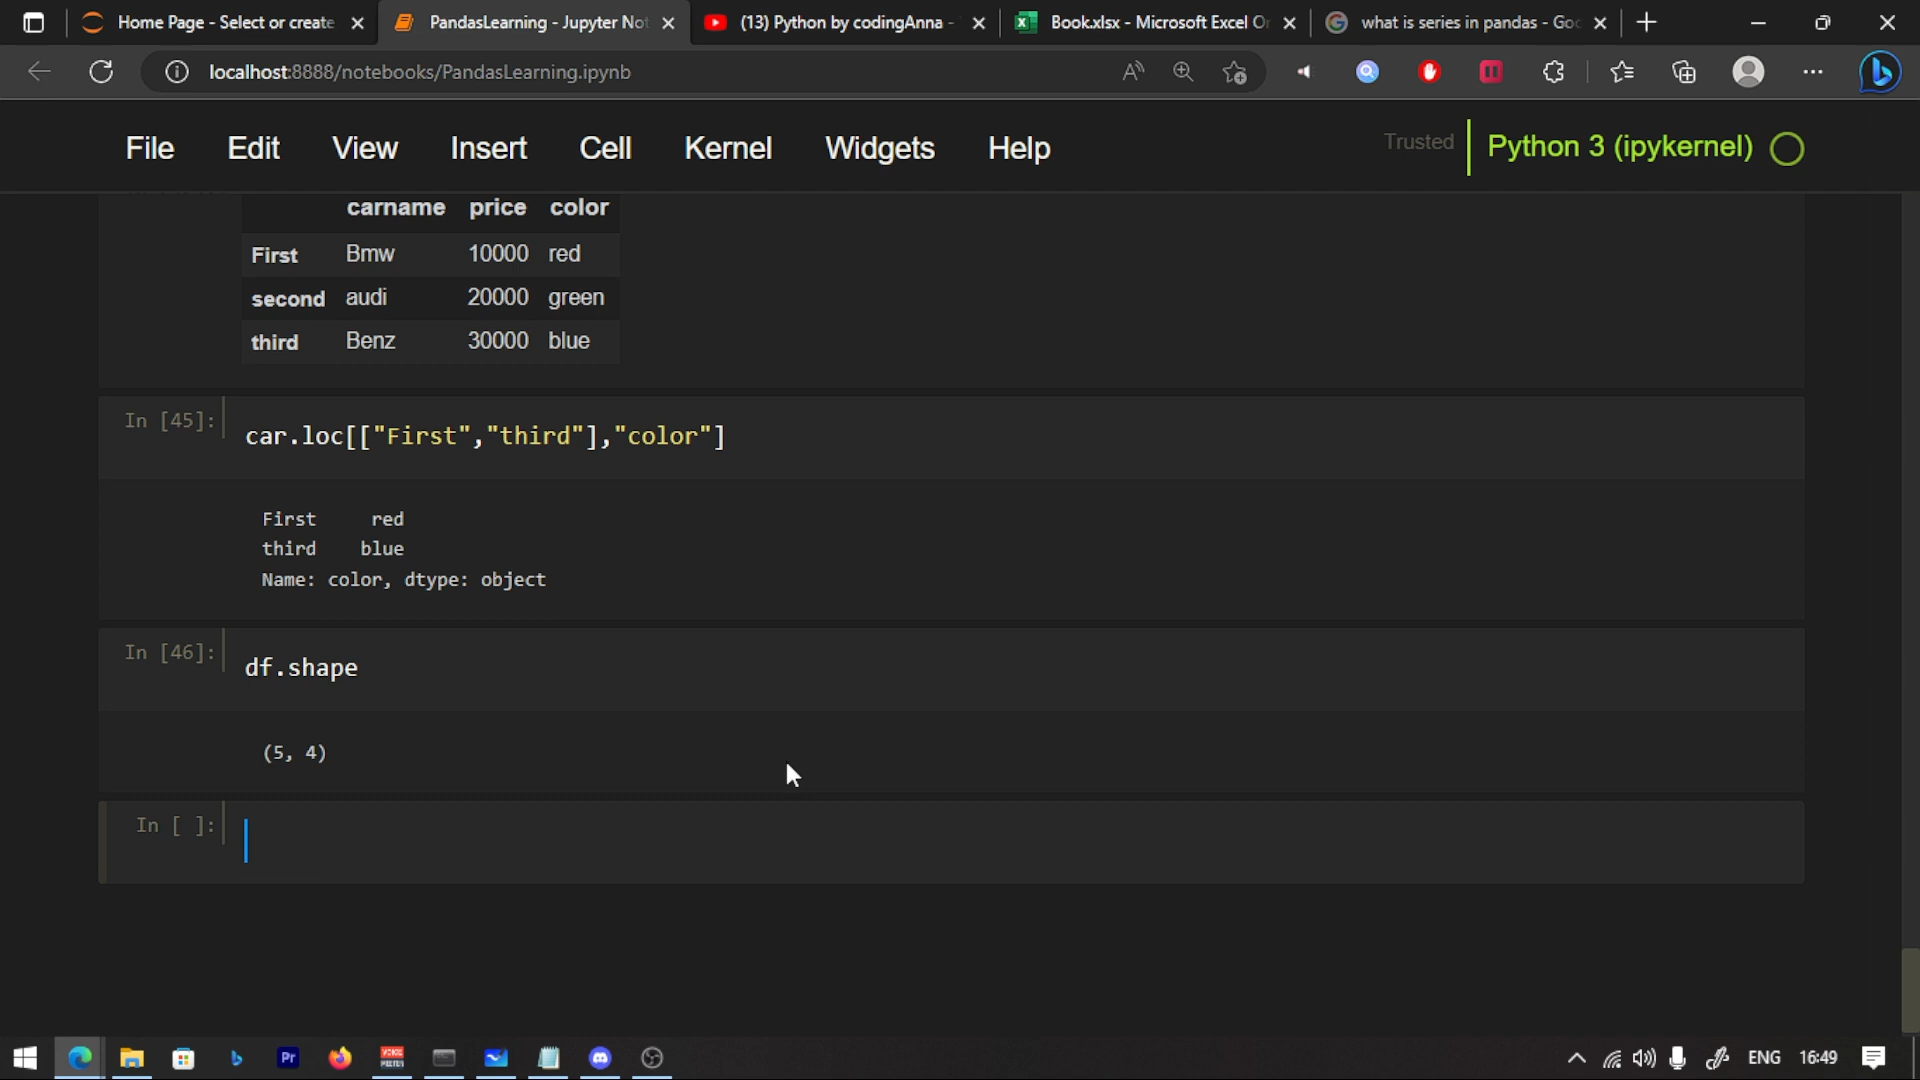 Home Page - Select or create
PandasLearning - Jupyter Not
(13) Python by codingAnna -
Book.xlsx - Microsoft Excel On
what is series in pandas - Goo
localhost:8888/notebooks/PandasLearning.ipynb
File Edit View Insert Cell Kernel Widgets Help
Trusted Python 3 (ipykernel)
carname price color
First Bmw 10000 red
second audi 20000 green
third Benz 30000 blue
In [45]: car.loc[["First","third"],"color"]
First red
third blue
Name: color, dtype: object
In [46]: df.shape
(5, 4)
In [ ]:
Pr
ENG 16:49